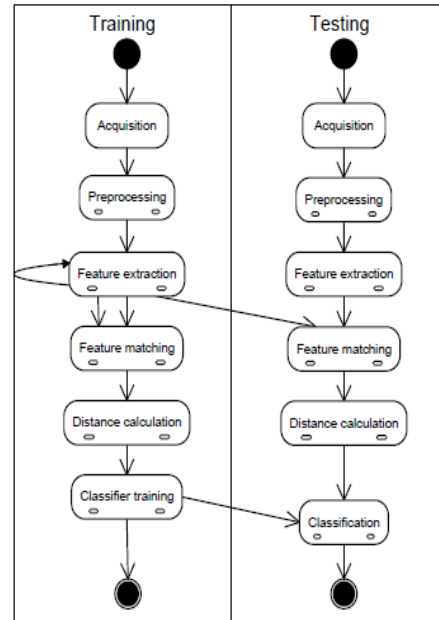 Training
Acquisition
Preprocessing
Feature extraction
Feature matching
Distance calculation
Classifier training
Testing
Acquisition
Preprocessing
Feature extraction
Feature matching
Distance calculation
Classification